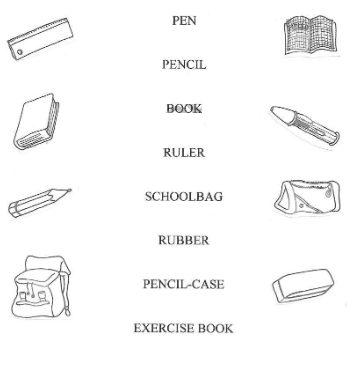 PEN
PENCIL
BOOK
RULER
SCHOOLBAG
RUBBER
PENCIL-CASE
EXERCISE BOOK